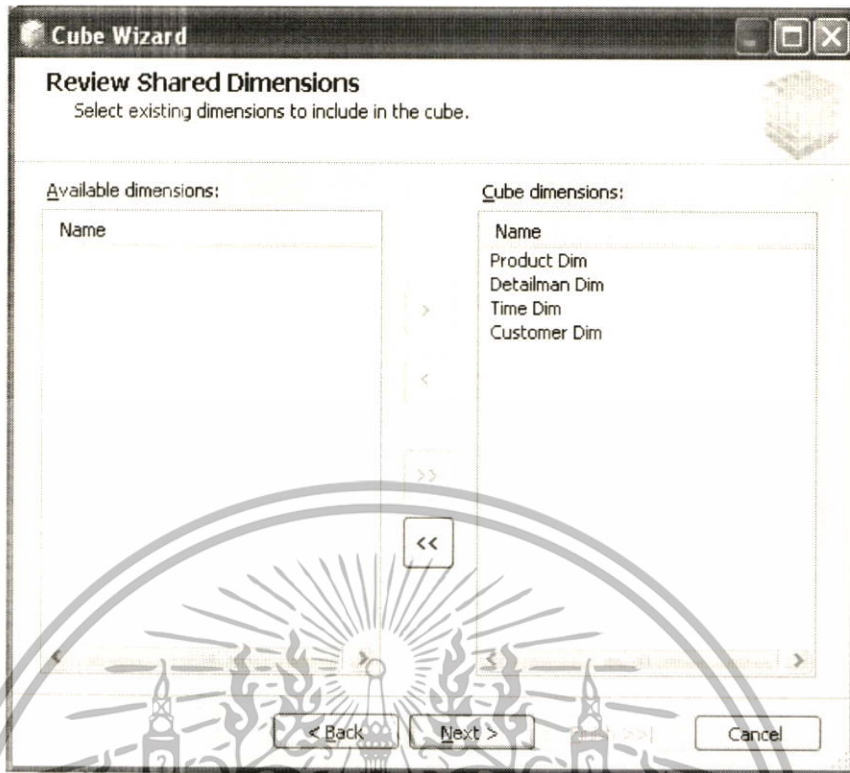 Cube Wizard
Review Shared Dimensions
Select existing dimensions to include in the cube.
Available dimensions:
Name
>
<
>>
<<
Cube dimensions:
Name
Product Dim
Detailman Dim
Time Dim
Customer Dim
< Back
Next >
Cancel